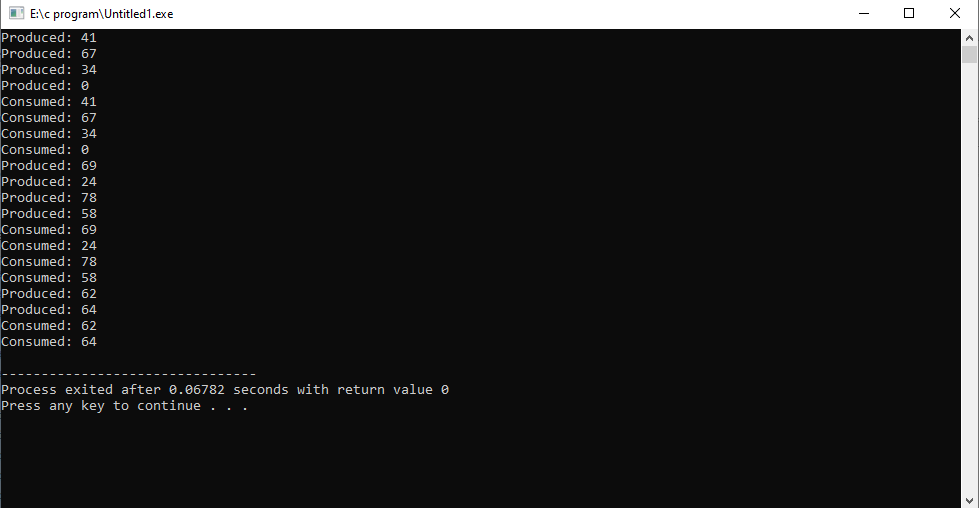 E:\c program\Untitled1.exe
Produced: 41
Produced: 67
Produced: 34
Produced: 0
Consumed: 41
Consumed: 67
Consumed: 34
Consumed: 0
Produced: 69
Produced: 24
Produced: 78
Produced: 58
Consumed: 69
Consumed: 24
Consumed: 78
Consumed: 58
Produced: 62
Produced: 64
Consumed: 62
Consumed: 64
--------------------------------
Process exited after 0.06782 seconds with return value 0
Press any key to continue . . .